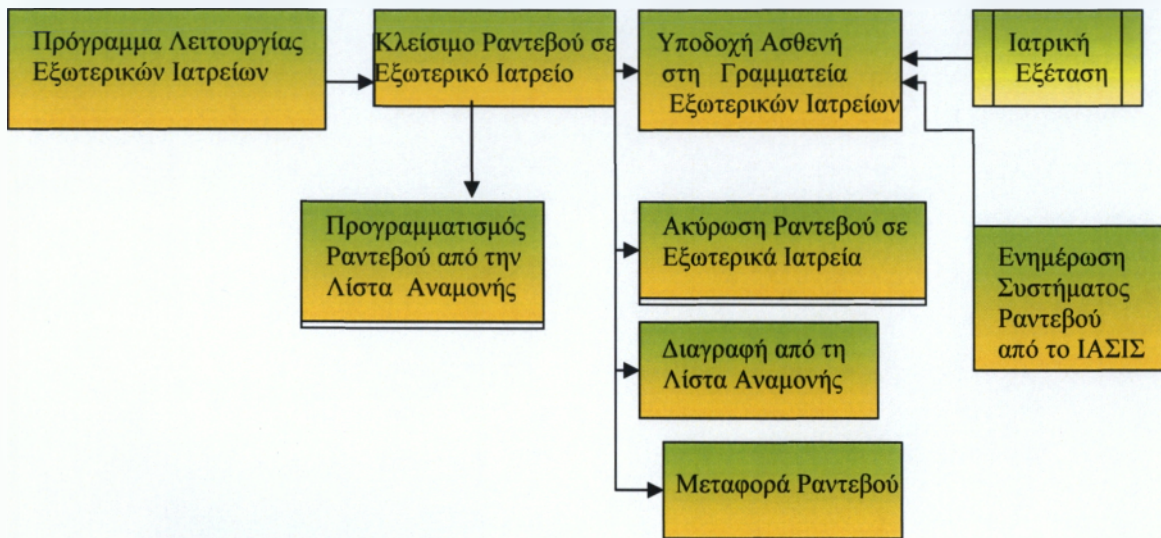 Πρόγραμμα Λειτουργίας
Εξωτερικών Ιατρείων
Κλείσιμο Ραντεβού σε
Εξωτερικό Ιατρείο
Υποδοχή Ασθενή
στη Γραμματεία
Εξωτερικών Ιατρείων
Ιατρική
Εξέταση
Προγραμματισμός
Ραντεβού από την
Λίστα Αναμονής
Ακύρωση Ραντεβού σε
Εξωτερικά Ιατρεία
Ενημέρωση
Συστήματος
Ραντεβού
από το ΙΑΣΙΣ
Διαγραφή από τη
Λίστα Αναμονής
Μεταφορά Ραντεβού